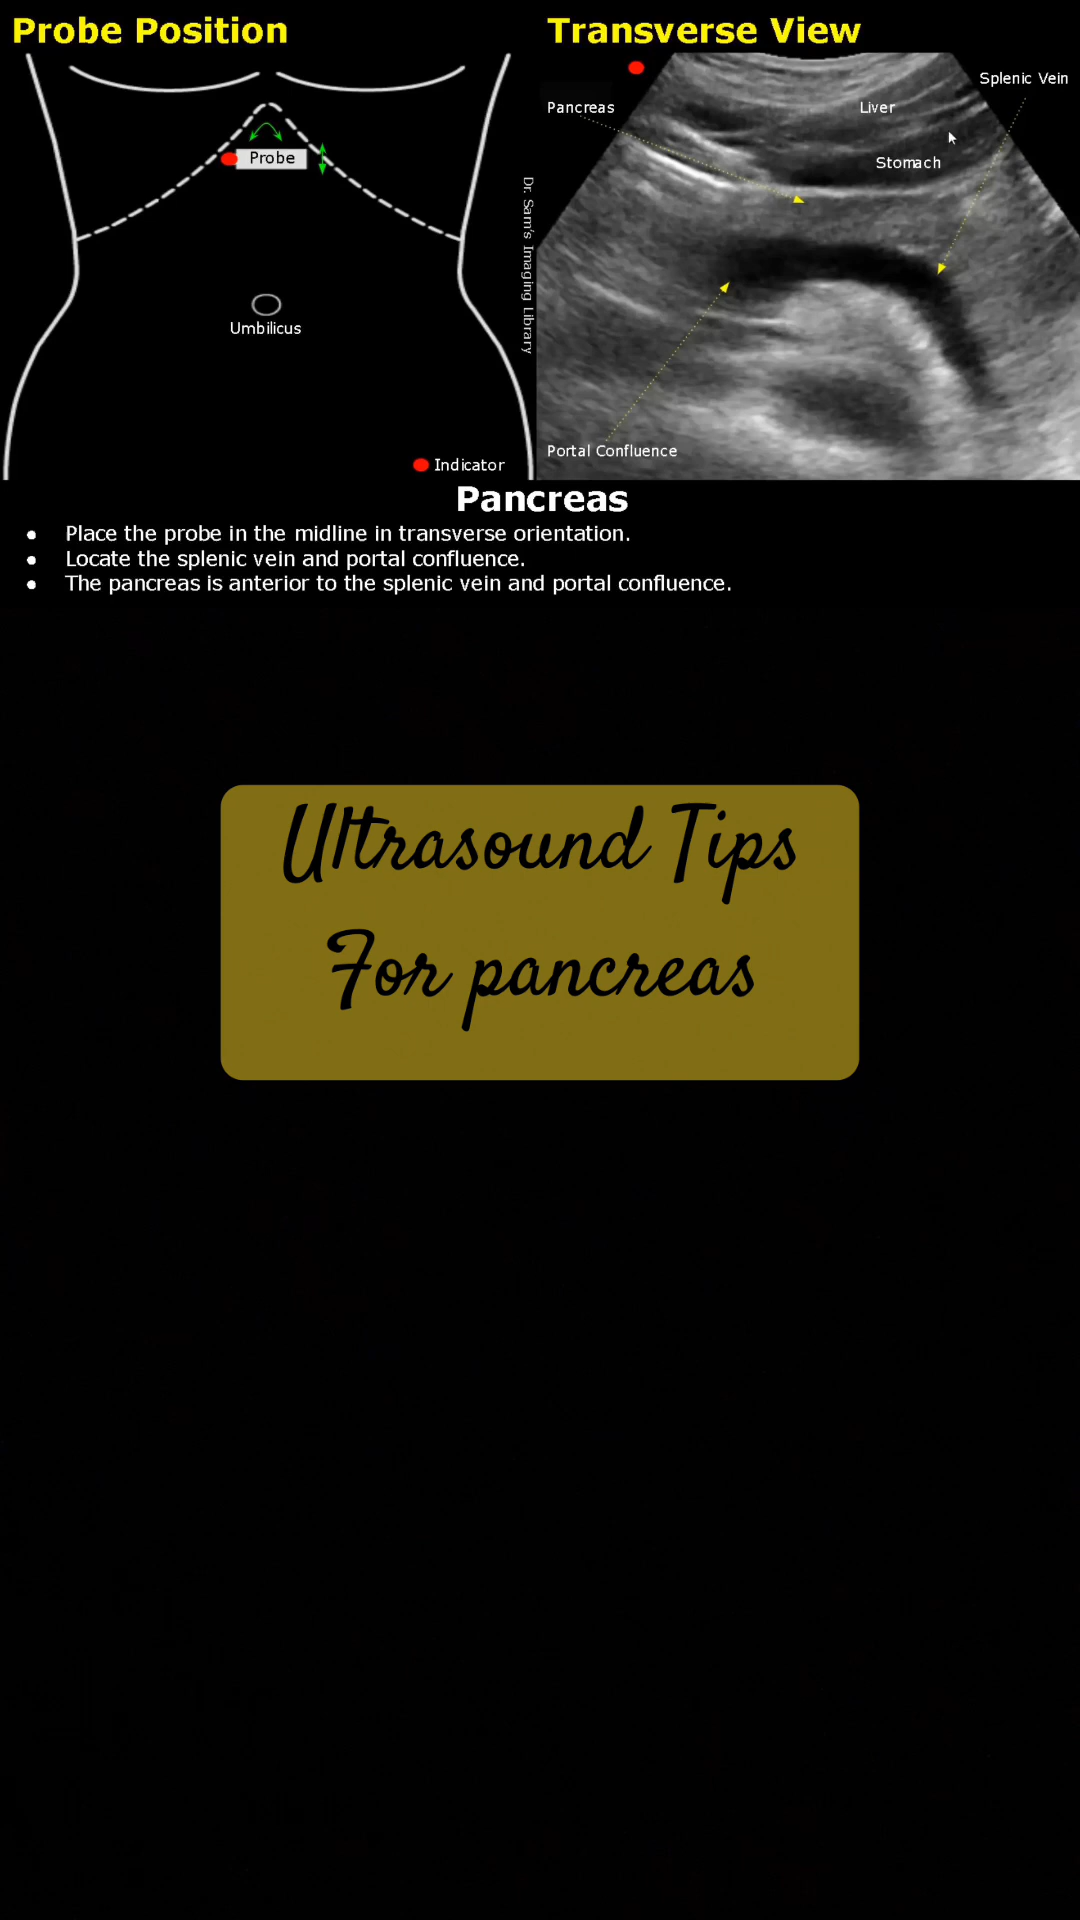 Probe Position
Transverse View
Splenic Vein
Pancreas
Liver
Stomach
Probe
Dr. Sam's Imaging Library
Umbilicus
Portal Confluence
Indicator
Pancreas
• Place the probe in the midline in transverse orientation.
• Locate the splenic vein and portal confluence.
• The pancreas is anterior to the splenic vein and portal confluence.
Ultrasound Tips
For pancreas